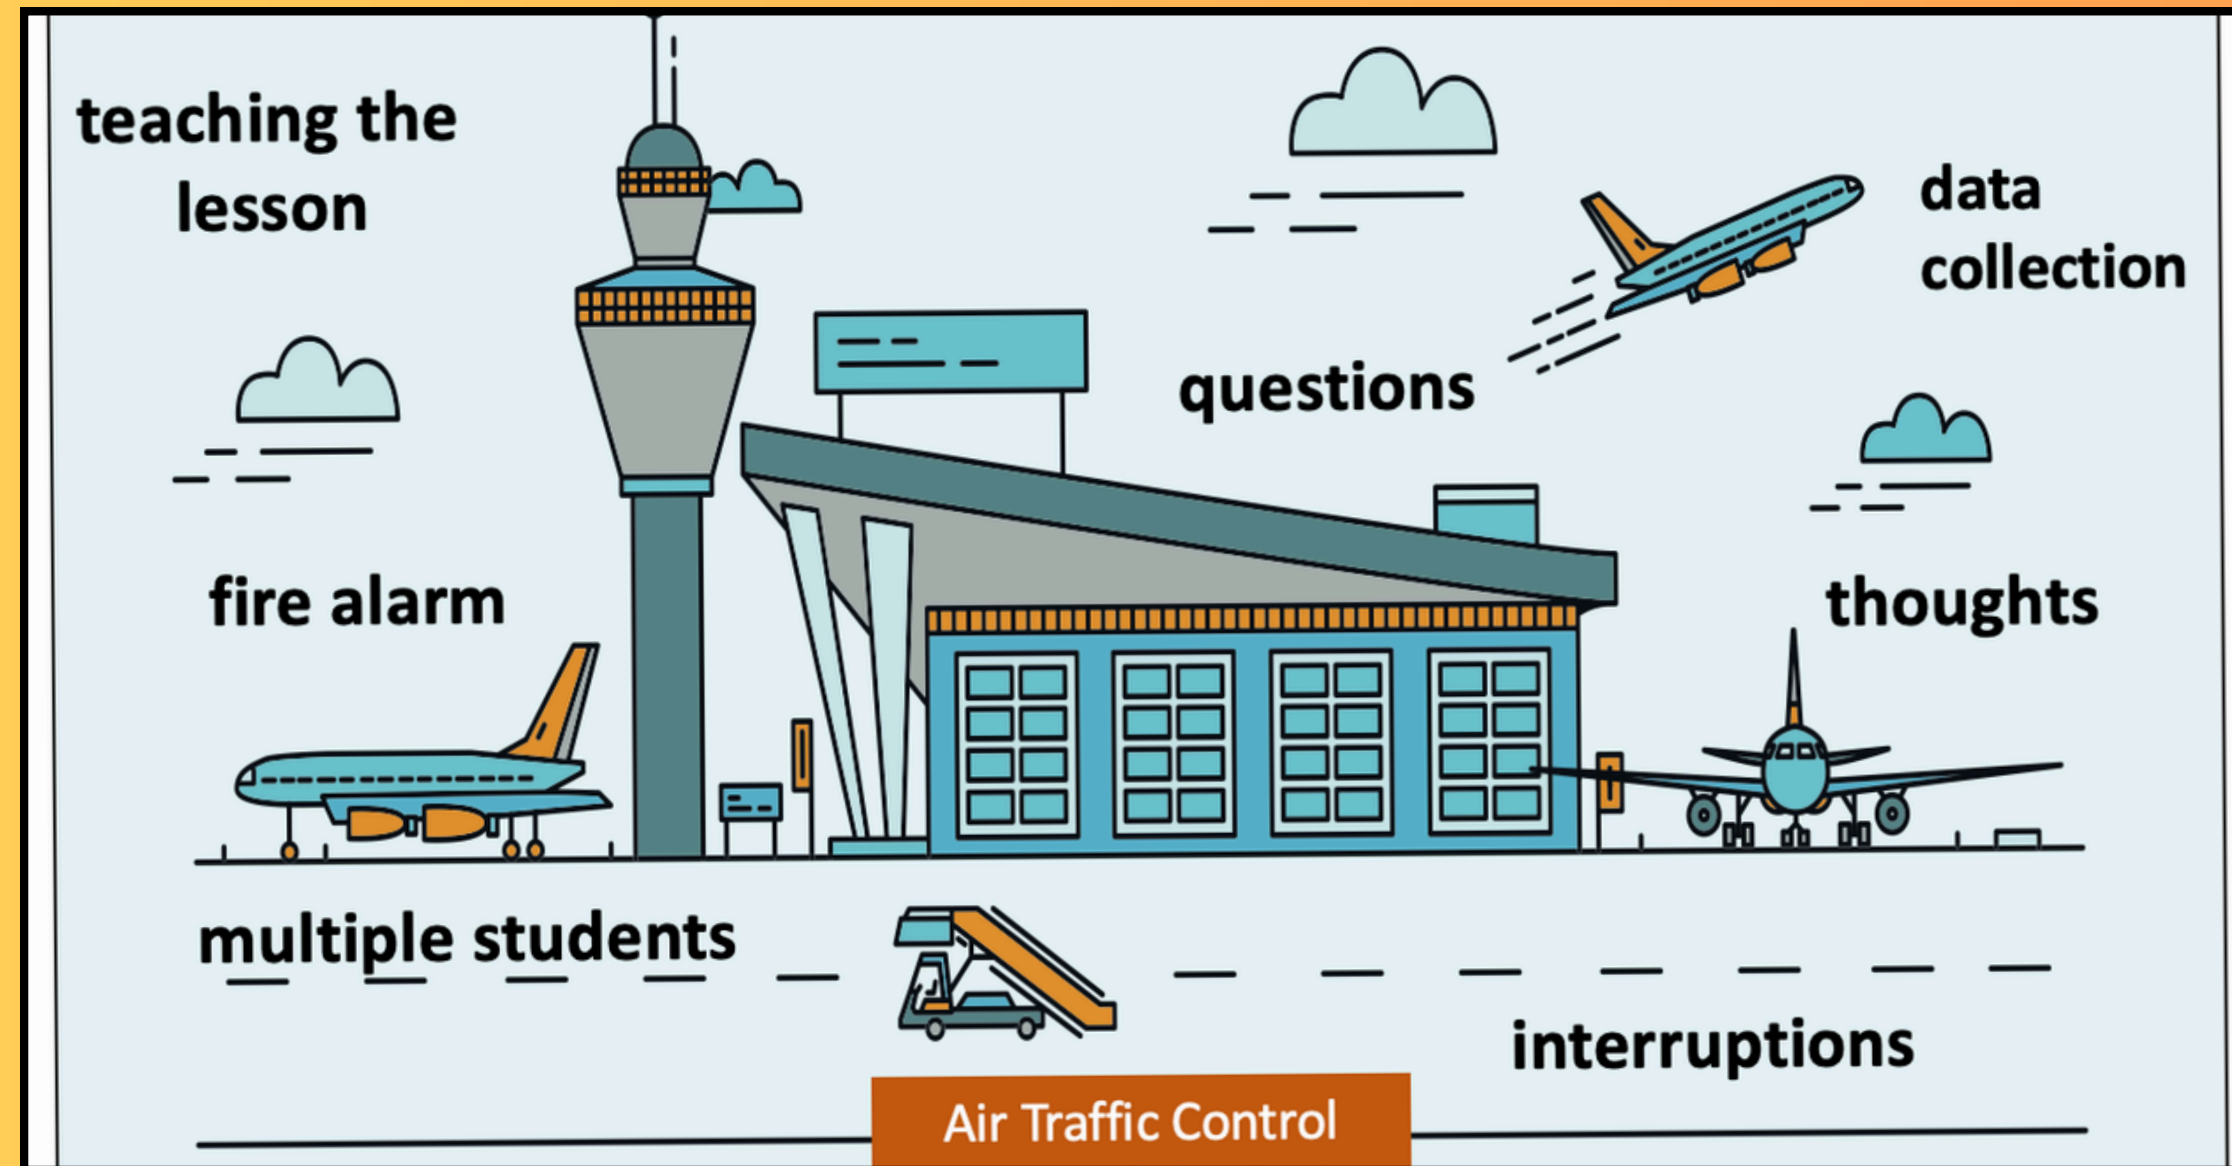 teaching the
lesson
data
collection
questions
fire alarm
thoughts
multiple students
interruptions
Air Traffic Control